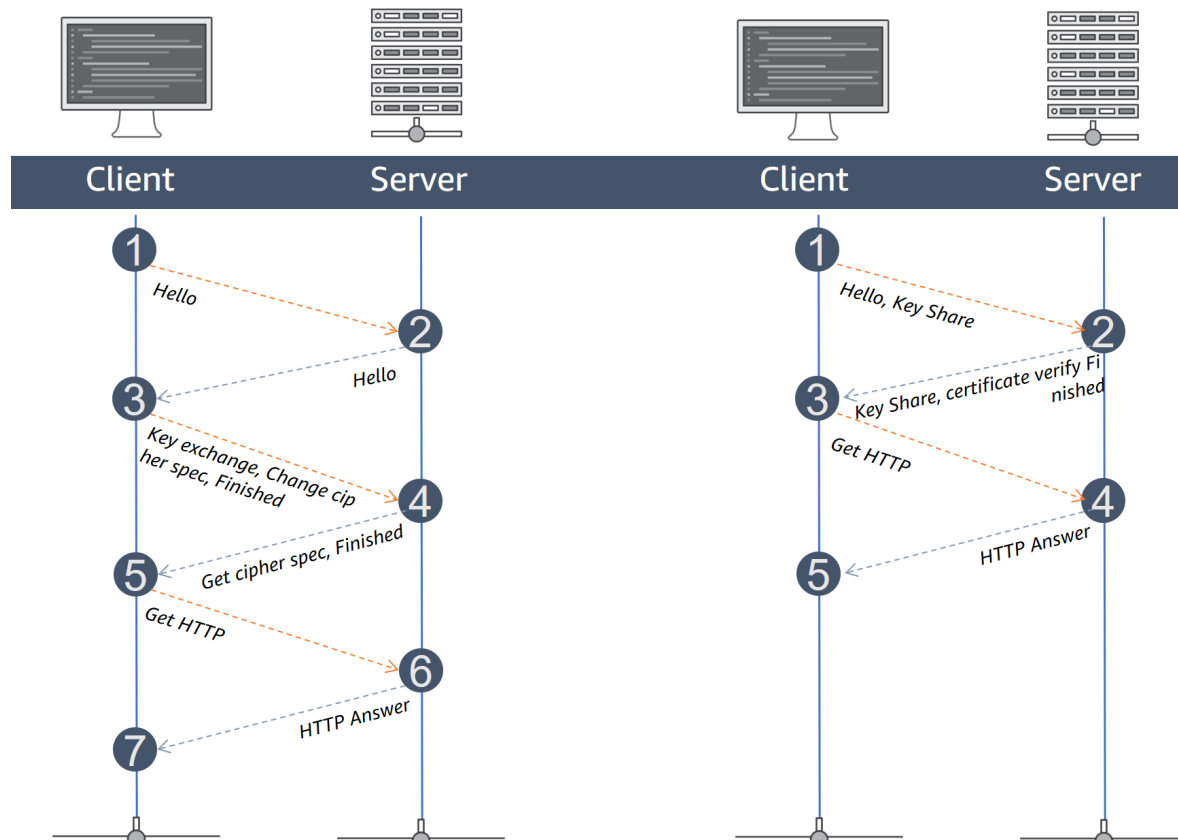 Client
Server
Client
Server
1
Hello
2
Hello
3
Key exchange, Change cip
her spec, Finished
4
Get cipher spec, Finished
5
Get HTTP
6
HTTP Answer
7
1
Hello, Key Share
2
Key Share, certificate verify Fi
nished
3
Get HTTP
4
HTTP Answer
5